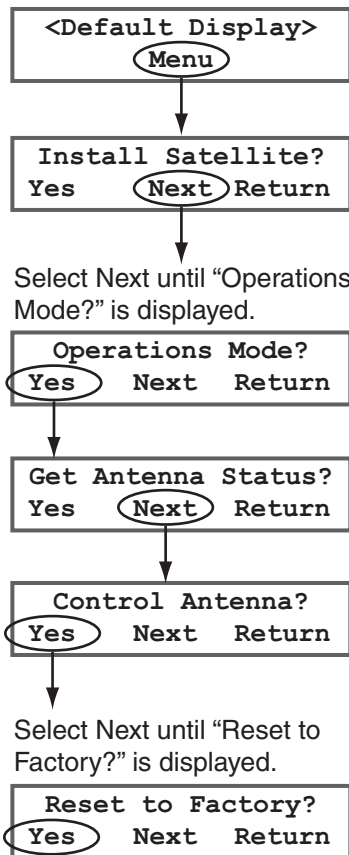 <Default Display>
Menu
Install Satellite?
Yes Next Return
Select Next until “Operations
Mode?” is displayed.
Operations Mode?
Yes Next Return
Get Antenna Status?
Yes Next Return
Control Antenna?
Yes Next Return
Select Next until “Reset to
Factory?” is displayed.
Reset to Factory?
Yes Next Return